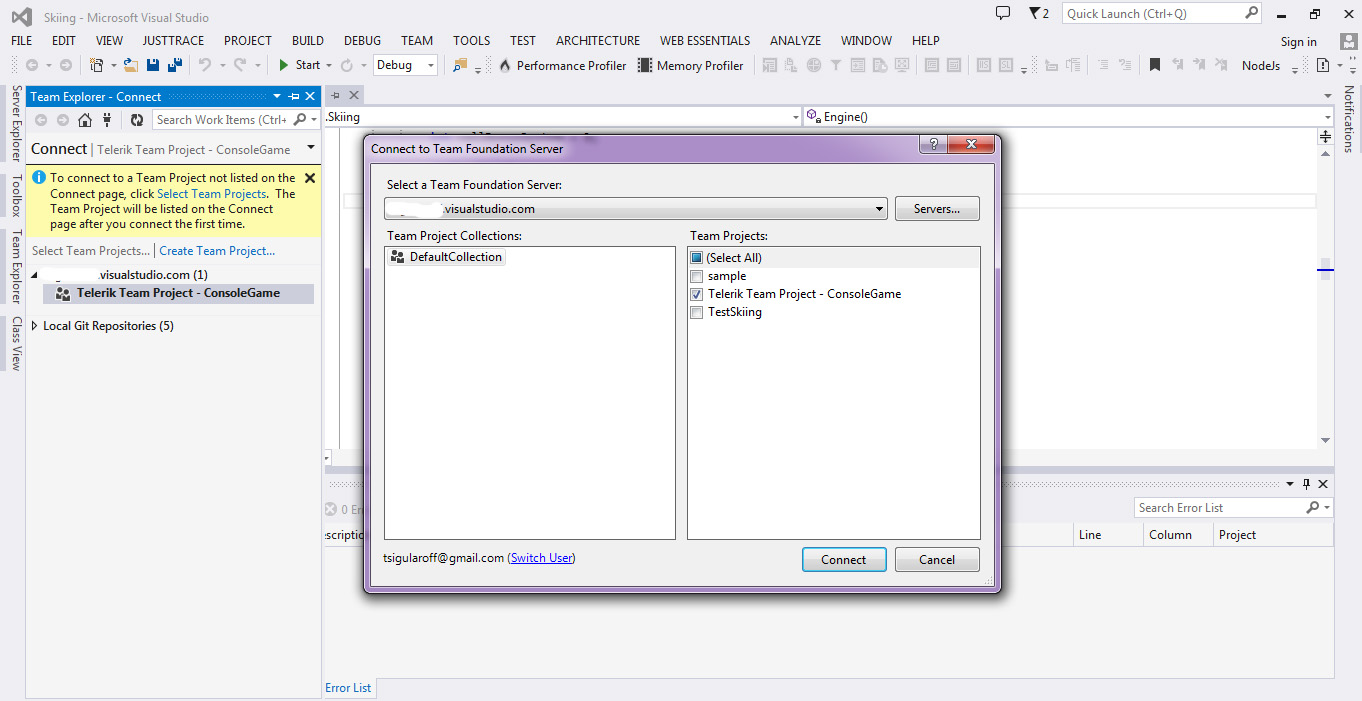 Skiing - Microsoft Visual Studio
2
Quick Launch (Ctrl+Q)
FILE EDIT VIEW JUSTTRACE PROJECT BUILD DEBUG TEAM TOOLS TEST ARCHITECTURE WEB ESSENTIALS ANALYZE WINDOW HELP
Sign in
Start
Debug
Performance Profiler
Memory Profiler
NodeJs
Server Explorer
Toolbox
Team Explorer
Class View
Team Explorer - Connect
Search Work Items (Ctrl+
Connect | Telerik Team Project - ConsoleGame
To connect to a Team Project not listed on the
Connect page, click Select Team Projects. The
Team Project will be listed on the Connect
page after you connect the first time.
Select Team Projects... | Create Team Project...
.visualstudio.com (1)
Telerik Team Project - ConsoleGame
Local Git Repositories (5)
.Skiing
Engine()
Notifications
Connect to Team Foundation Server
?
Select a Team Foundation Server:
.visualstudio.com
Servers...
Team Project Collections:
Team Projects:
DefaultCollection
(Select All)
sample
Telerik Team Project - ConsoleGame
TestSkiing
tsigularoff@gmail.com (Switch User)
Connect
Cancel
0 Er
Search Error List
escriptio
Line
Column
Project
Error List